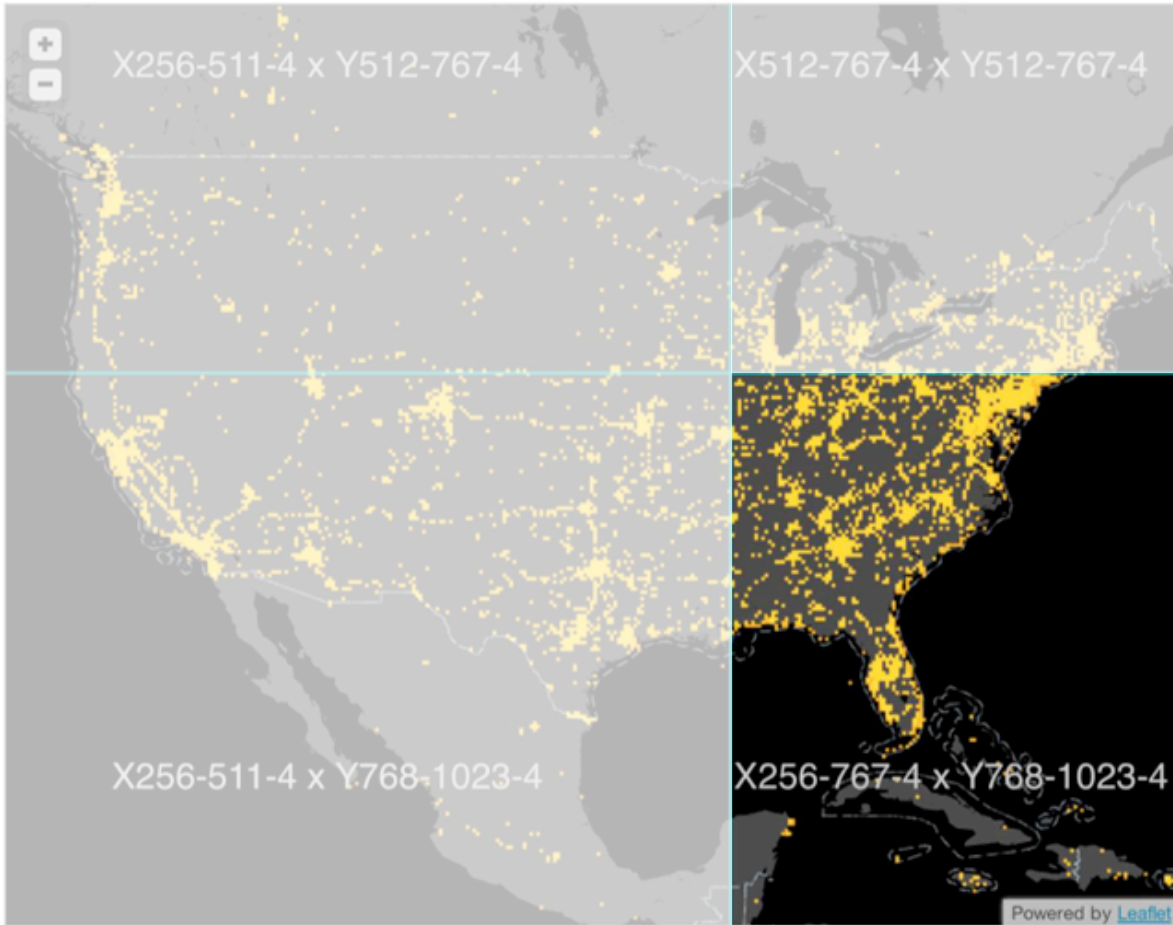 +
−
X256-511-4 x Y512-767-4
X512-767-4 x Y512-767-4
X256-511-4 x Y768-1023-4
X256-767-4 x Y768-1023-4
Powered by Leaflet